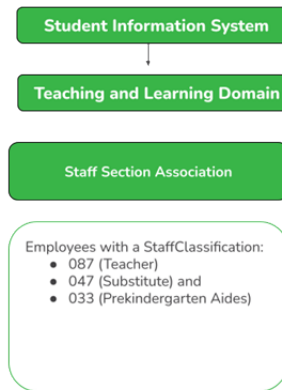 Student Information System
Teaching and Learning Domain
Staff Section Association
Employees with a StaffClassification:
● 087 (Teacher)
● 047 (Substitute) and
● 033 (Prekindergarten Aides)